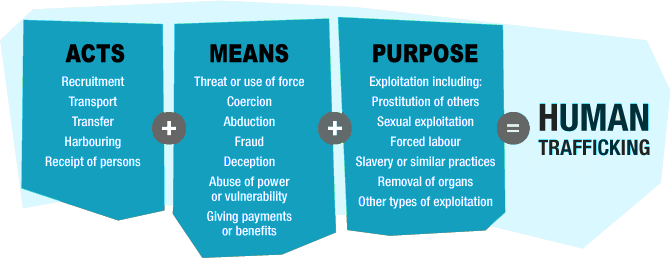 ACTS
Recruitment
Transport
Transfer
Harbouring
Receipt of persons
+
MEANS
Threat or use of force
Coercion
Abduction
Fraud
Deception
Abuse of power
or vulnerability
Giving payments
or benefits
+
PURPOSE
Exploitation including:
Prostitution of others
Sexual exploitation
Forced labour
Slavery or similar practices
Removal of organs
Other types of exploitation
=
HUMAN
TRAFFICKING